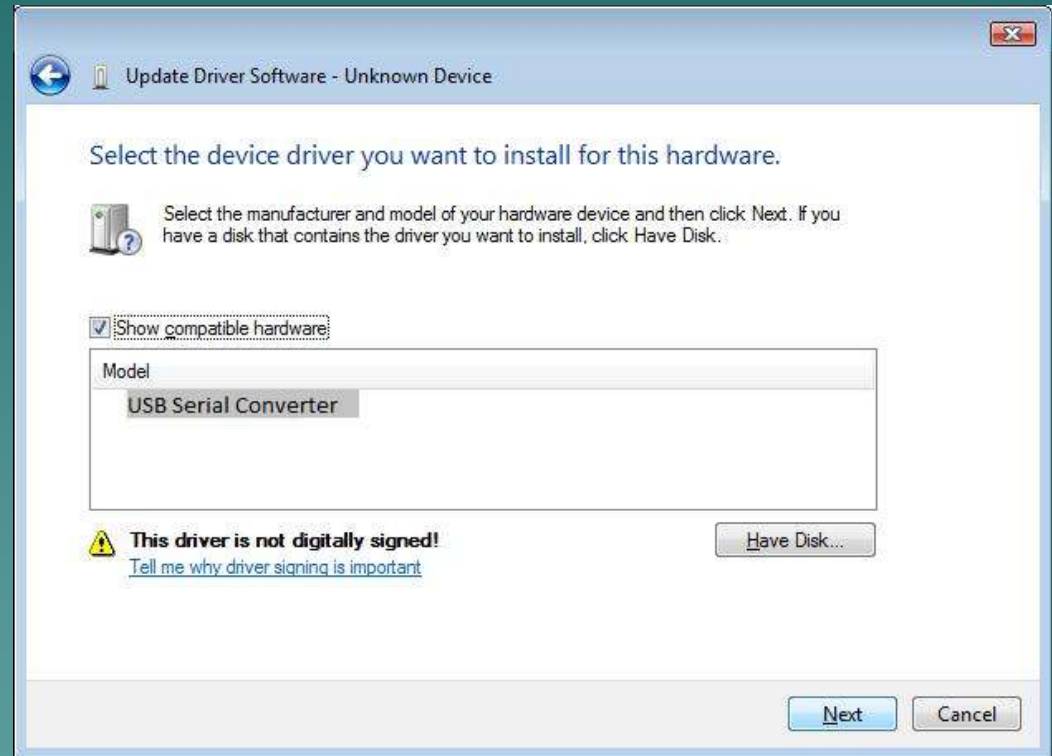 Update Driver Software - Unknown Device
Select the device driver you want to install for this hardware.
Select the manufacturer and model of your hardware device and then click Next. If you
have a disk that contains the driver you want to install, click Have Disk.
Show compatible hardware
Model
USB Serial Converter
This driver is not digitally signed!
Have Disk...
Tell me why driver signing is important
Next
Cancel